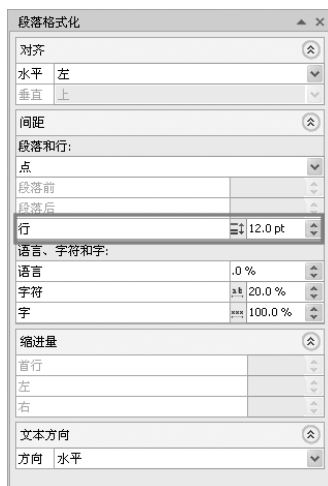 段落格式化
对齐
水平 左
垂直 上
间距
段落和行:
点
段落前
段落后
行 12.0 pt
语言、字符和字:
语言 .0 %
字符 20.0 %
字 100.0 %
缩进量
首行
左
右
文本方向
方向 水平